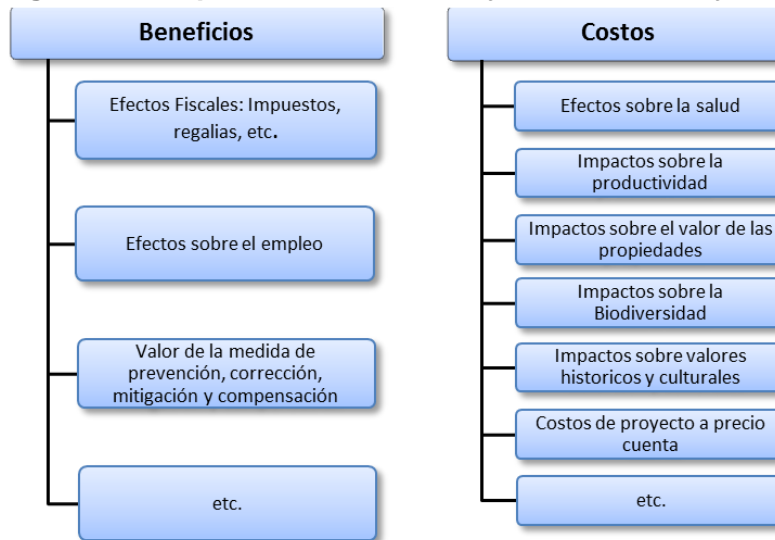 Beneficios
Efectos Fiscales: Impuestos,
regalias, etc.
Efectos sobre el empleo
Valor de la medida de
prevención, corrección,
mitigación y compensación
etc.
Costos
Efectos sobre la salud
Impactos sobre la
productividad
Impactos sobre el valor de las
propiedades
Impactos sobre la
Biodiversidad
Impactos sobre valores
historicos y culturales
Costos de proyecto a precio
cuenta
etc.